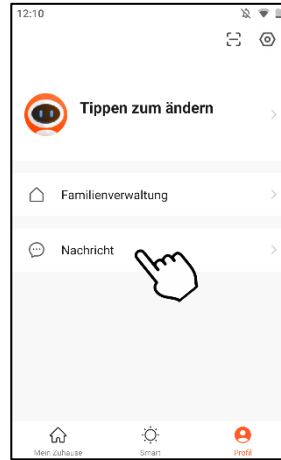 12:10
Tippen zum ändern
Familienverwaltung
Nachricht
Mein Zuhause Smart Profil